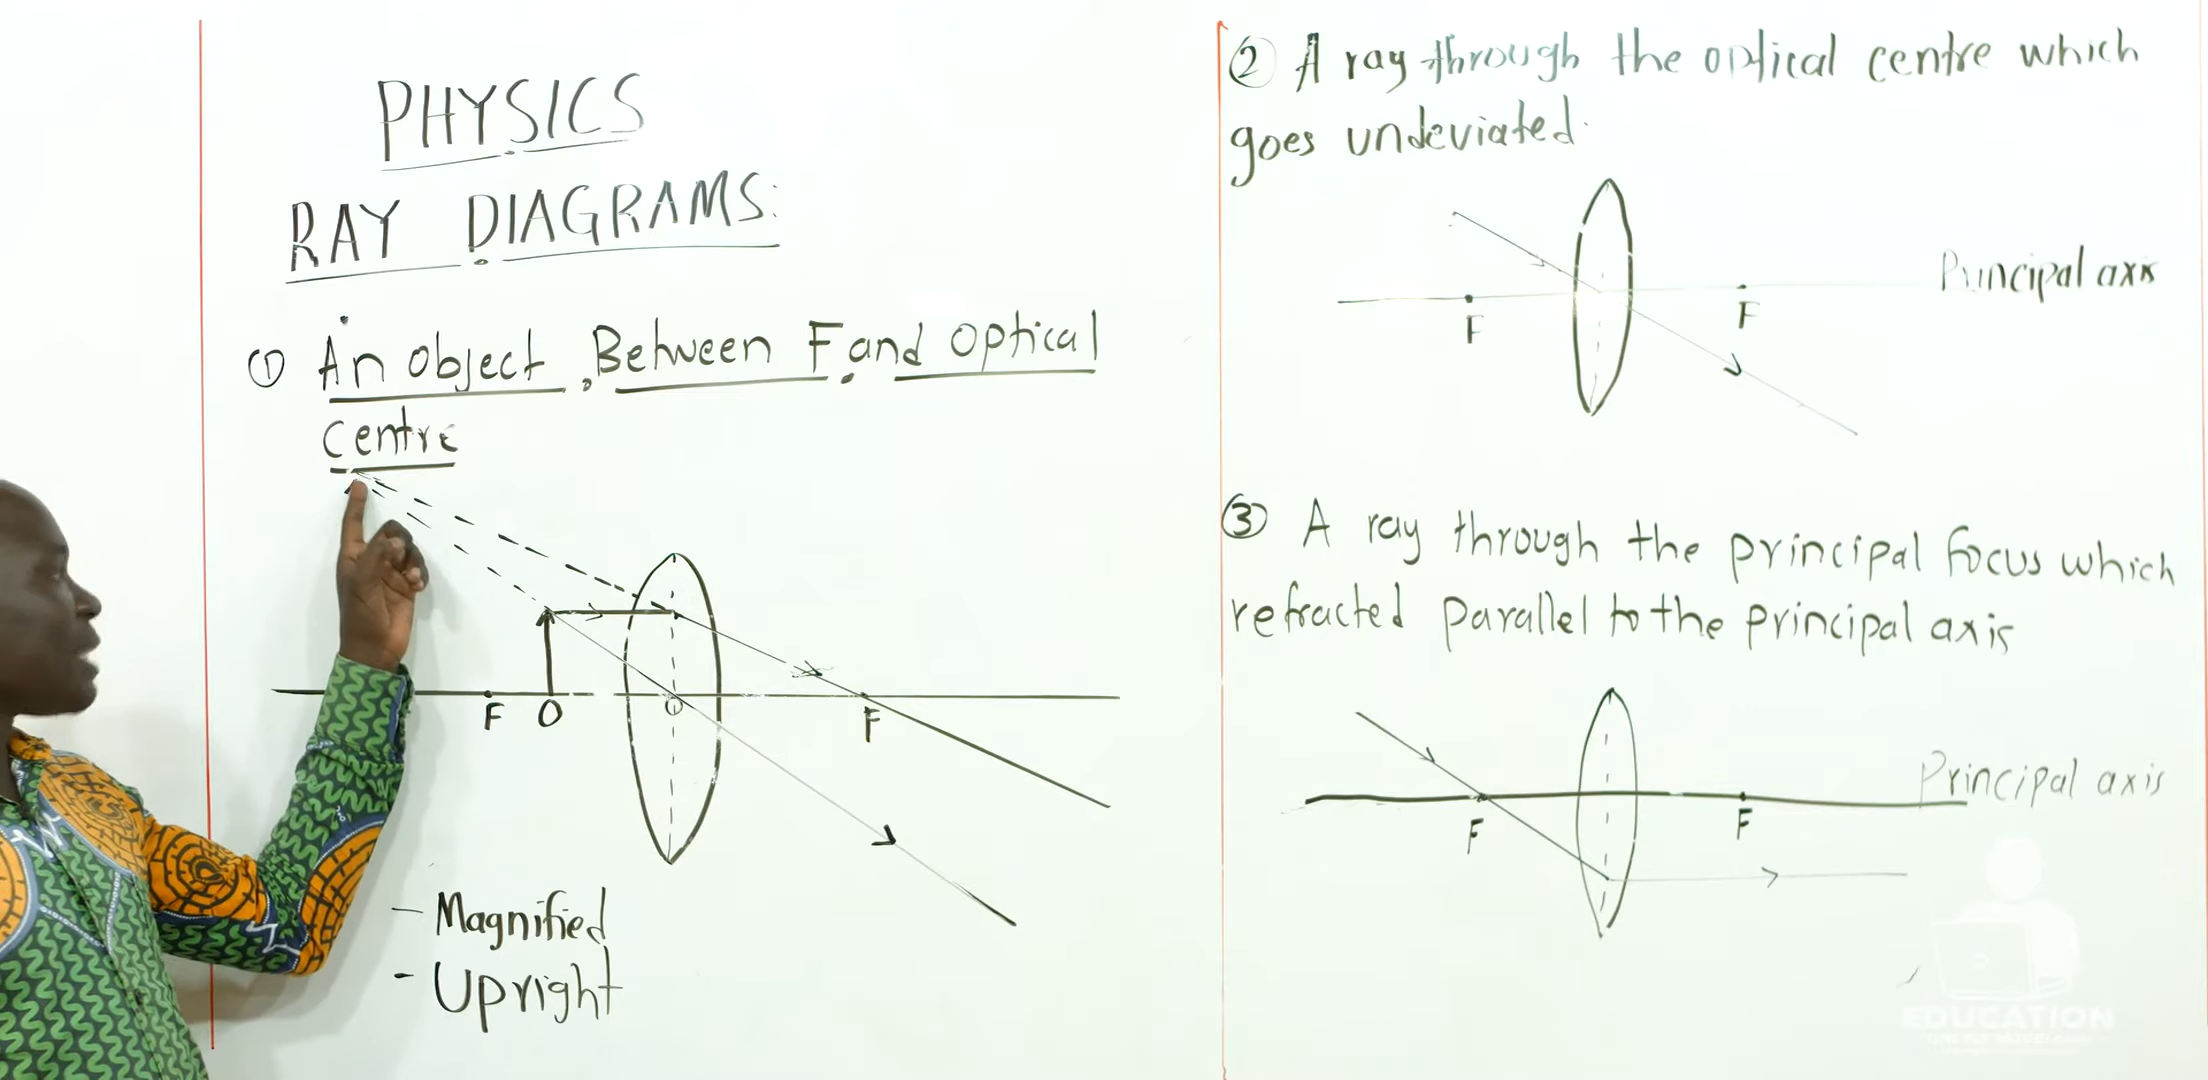 PHYSICS
RAY DIAGRAMS:
① An object Between F and optical
Centre
F O O F
- Magnified
- Upright
② A ray through the optical centre which
goes undeviated.
Principal axis
F F
③ A ray through the principal focus which
refracted parallel to the principal axis
Principal axis
F F
EDUCATION